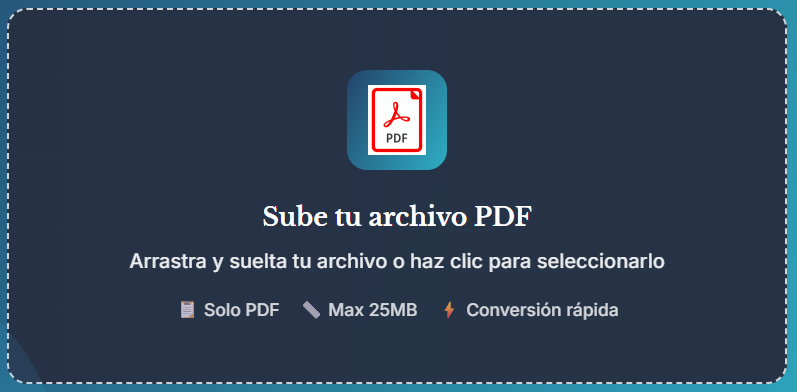 PDF
Sube tu archivo PDF
Arrastra y suelta tu archivo o haz clic para seleccionarlo
Solo PDF Max 25MB Conversión rápida